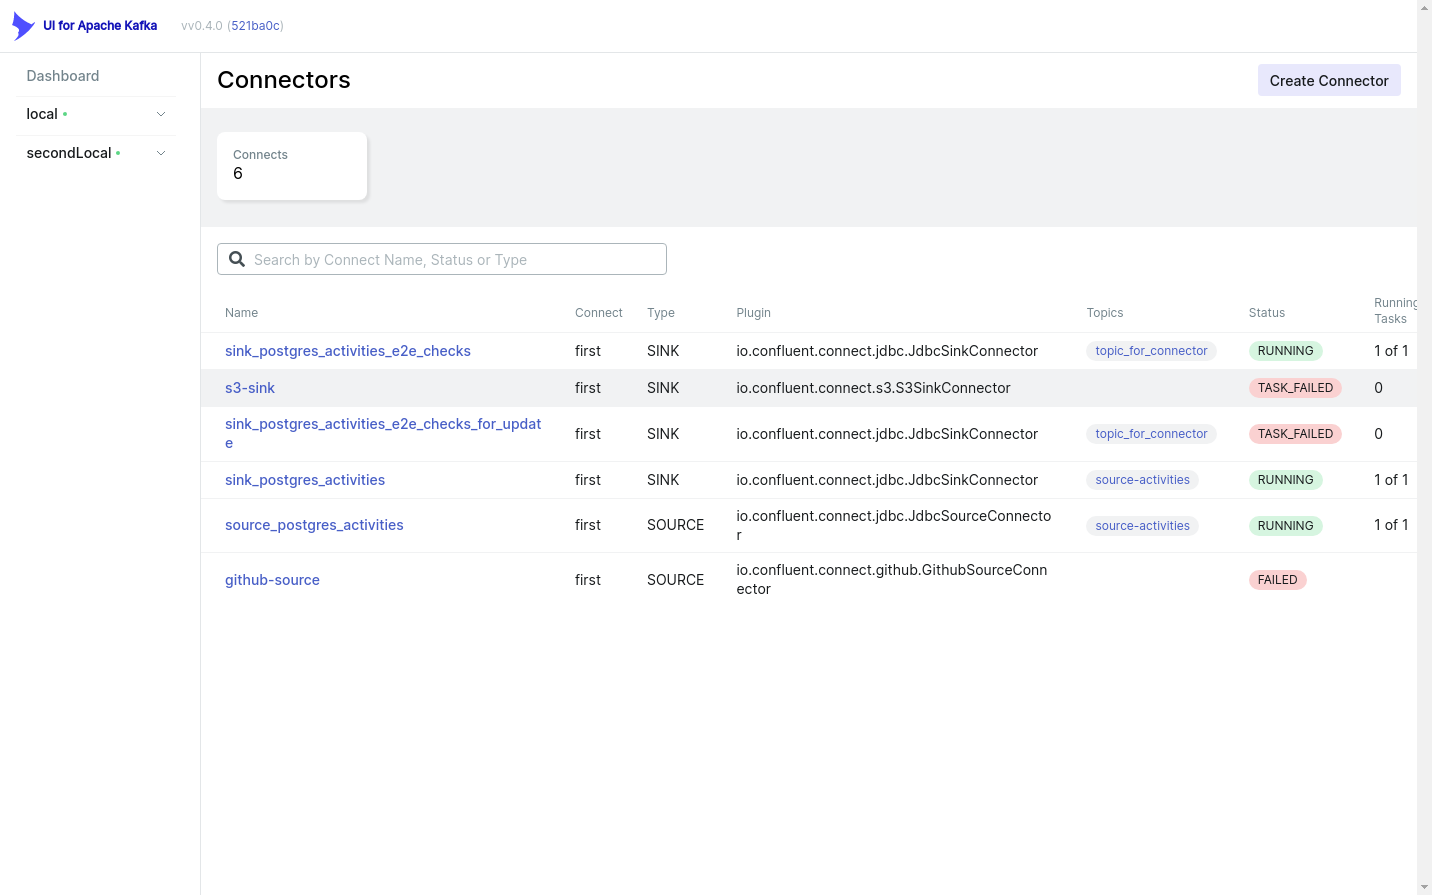 UI for Apache Kafka vv0.4.0 (521ba0c)
Dashboard
local
secondLocal
Connectors
Create Connector
Connects
6
Search by Connect Name, Status or Type
Name Connect Type Plugin Topics Status Running
Tasks
sink_postgres_activities_e2e_checks first SINK io.confluent.connect.jdbc.JdbcSinkConnector topic_for_connector RUNNING 1 of 1
s3-sink first SINK io.confluent.connect.s3.S3SinkConnector TASK_FAILED 0
sink_postgres_activities_e2e_checks_for_updat
e first SINK io.confluent.connect.jdbc.JdbcSinkConnector topic_for_connector TASK_FAILED 0
sink_postgres_activities first SINK io.confluent.connect.jdbc.JdbcSinkConnector source-activities RUNNING 1 of 1
source_postgres_activities first SOURCE io.confluent.connect.jdbc.JdbcSourceConnecto
r source-activities RUNNING 1 of 1
github-source first SOURCE io.confluent.connect.github.GithubSourceConn
ector FAILED